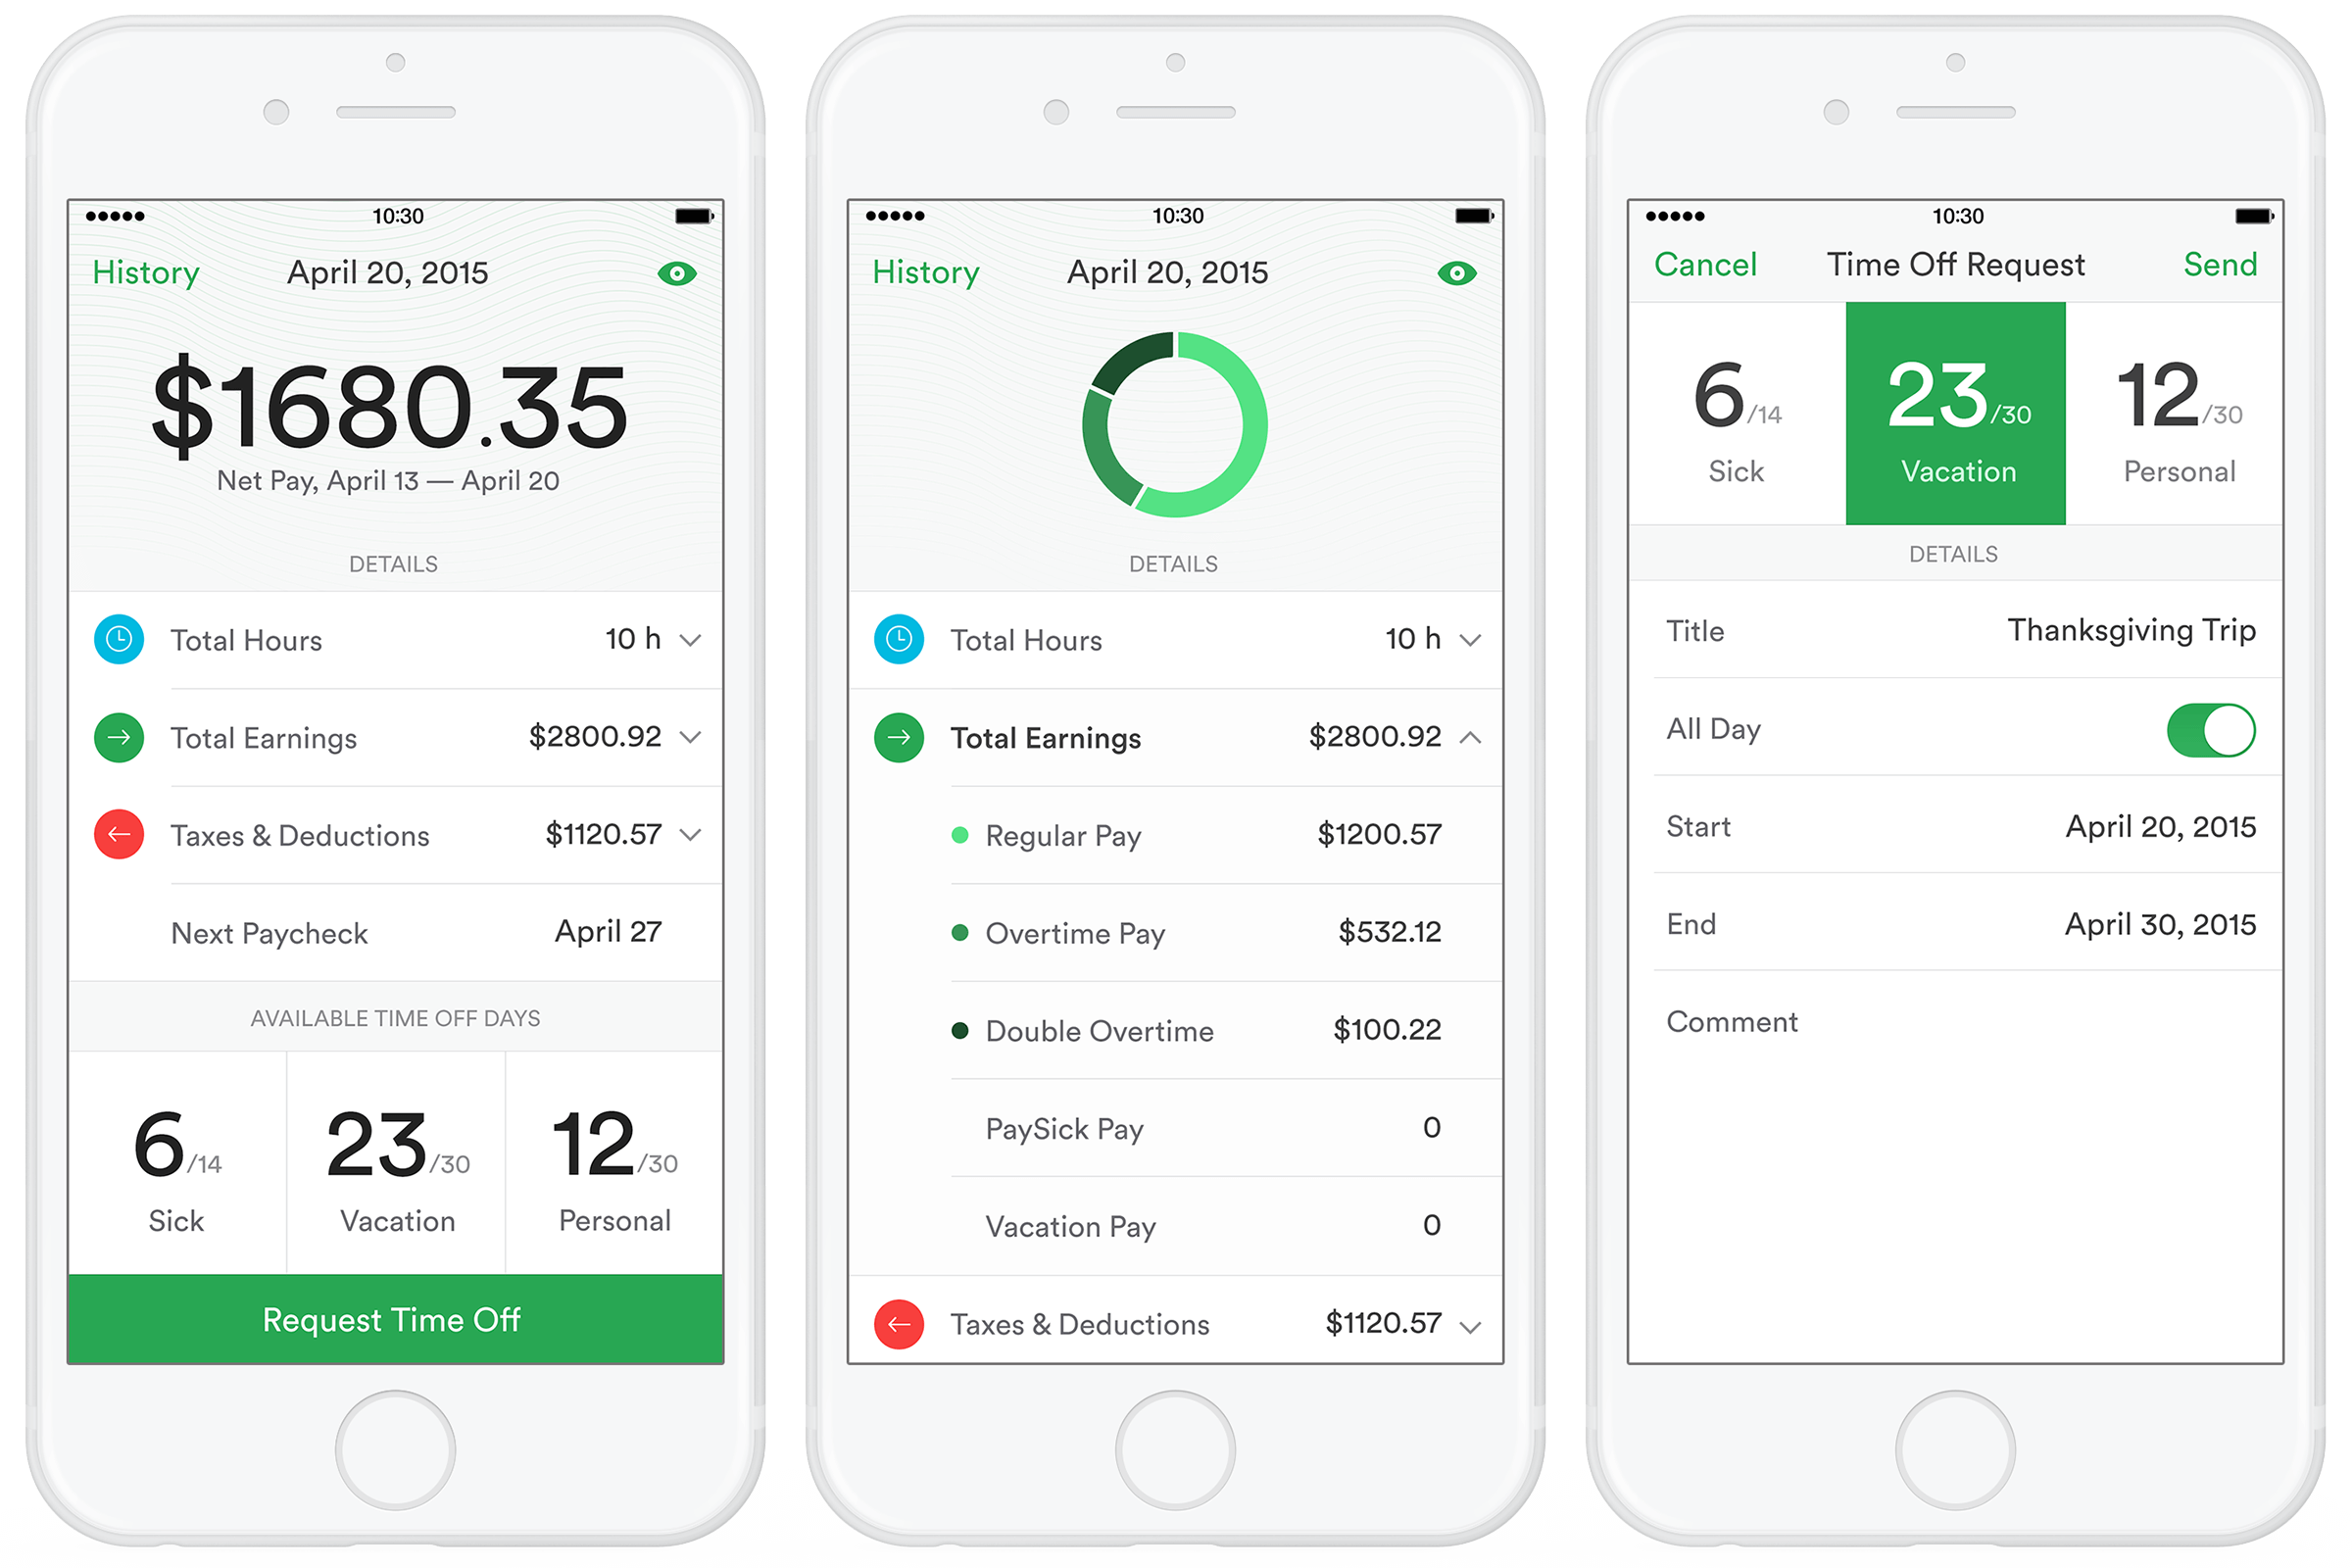 10:30
History April 20, 2015
$1680.35
Net Pay, April 13 — April 20
DETAILS
Total Hours 10 h
Total Earnings $2800.92
Taxes & Deductions $1120.57
Next Paycheck April 27
AVAILABLE TIME OFF DAYS
6/14 23/30 12/30
Sick Vacation Personal
Request Time Off
10:30
History April 20, 2015
DETAILS
Total Hours 10 h
Total Earnings $2800.92
Regular Pay $1200.57
Overtime Pay $532.12
Double Overtime $100.22
PaySick Pay 0
Vacation Pay 0
Taxes & Deductions $1120.57
10:30
Cancel Time Off Request Send
6/14 23/30 12/30
Sick Vacation Personal
DETAILS
Title Thanksgiving Trip
All Day
Start April 20, 2015
End April 30, 2015
Comment